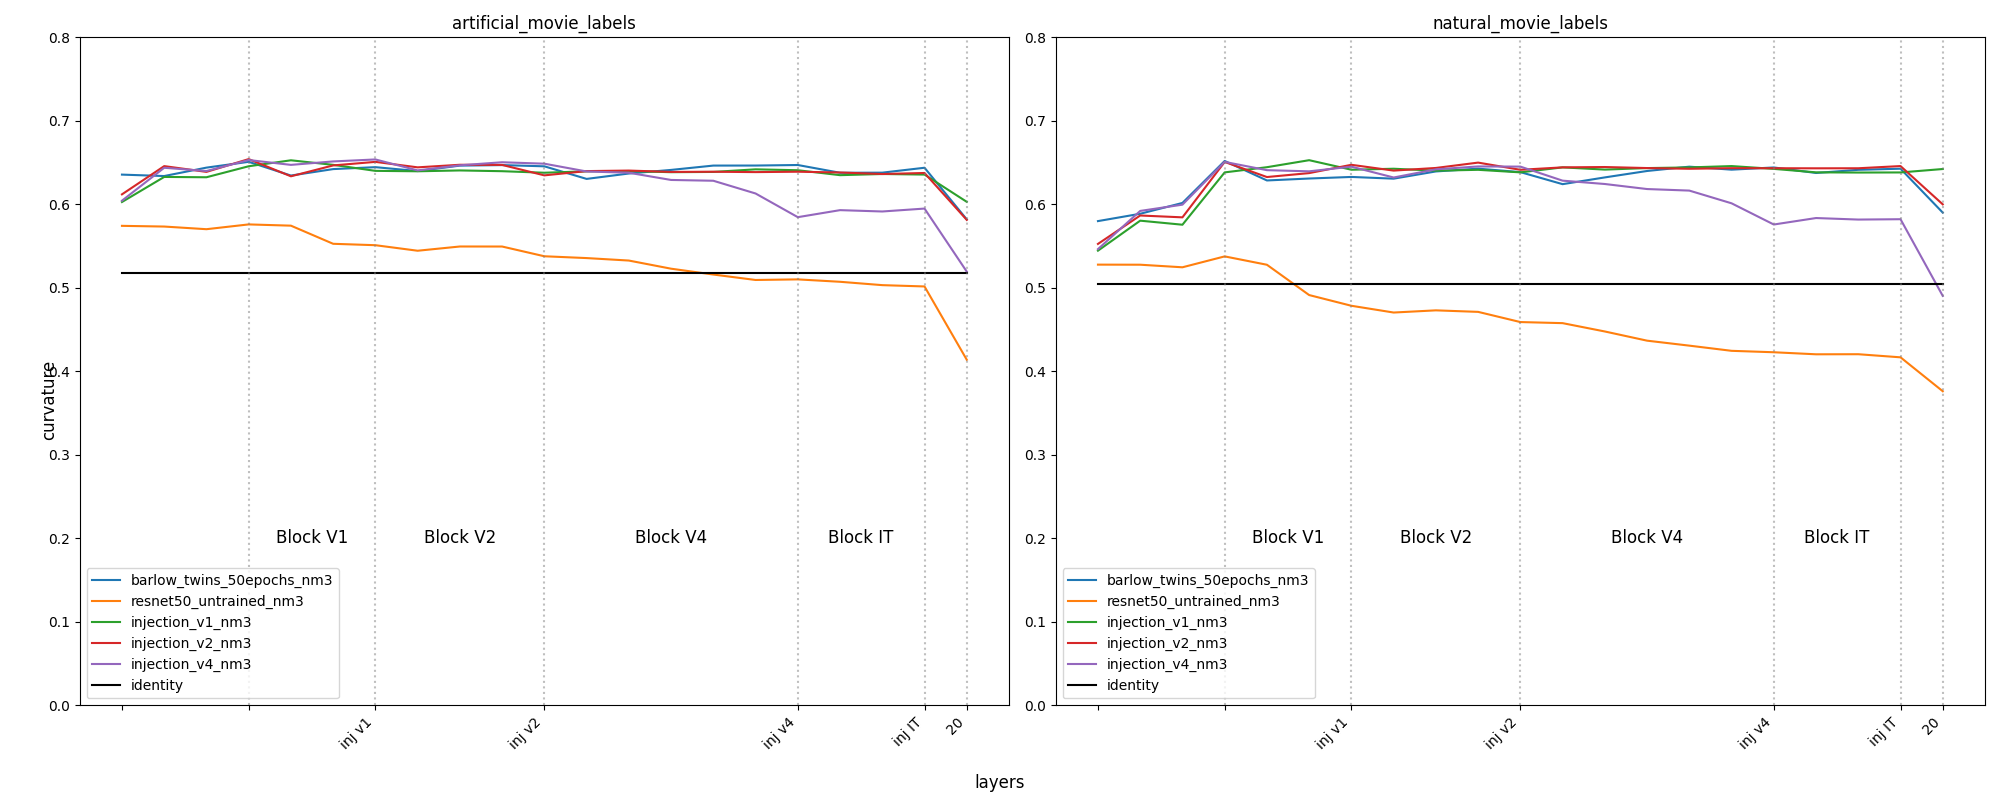 artificial_movie_labels
natural_movie_labels
0.8
0.7
0.6
0.5
0.4
0.3
0.2
0.1
0.0
curvature
Block V1
Block V2
Block V4
Block IT
barlow_twins_50epochs_nm3
resnet50_untrained_nm3
injection_v1_nm3
injection_v2_nm3
injection_v4_nm3
identity
inj v1
inj v2
inj v4
inj IT
20
0.8
0.7
0.6
0.5
0.4
0.3
0.2
0.1
0.0
Block V1
Block V2
Block V4
Block IT
barlow_twins_50epochs_nm3
resnet50_untrained_nm3
injection_v1_nm3
injection_v2_nm3
injection_v4_nm3
identity
inj v1
inj v2
inj v4
inj IT
20
layers